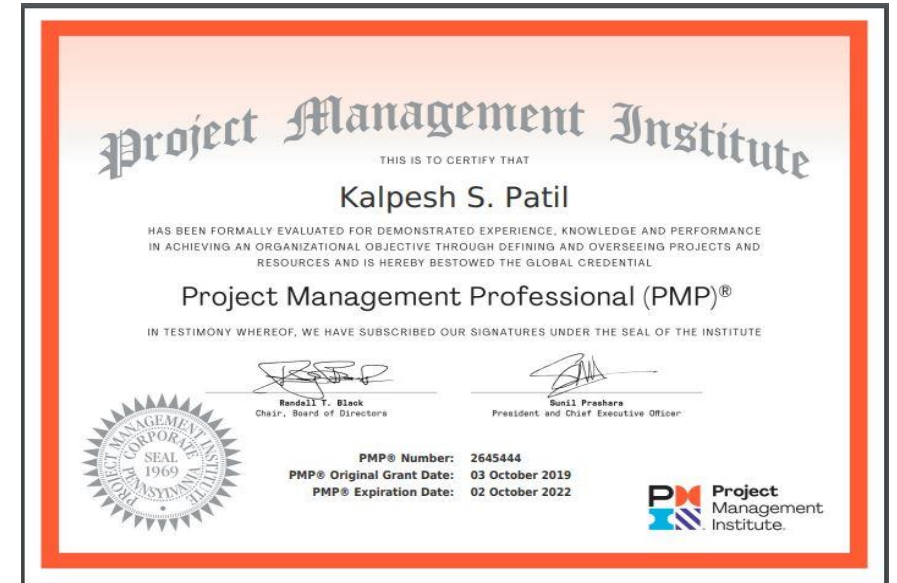 Project Management Institute
THIS IS TO CERTIFY THAT
Kalpesh S. Patil
HAS BEEN FORMALLY EVALUATED FOR DEMONSTRATED EXPERIENCE, KNOWLEDGE AND PERFORMANCE
IN ACHIEVING AN ORGANIZATIONAL OBJECTIVE THROUGH DEFINING AND OVERSEEING PROJECTS AND
RESOURCES AND IS HEREBY BESTOWED THE GLOBAL CREDENTIAL
Project Management Professional (PMP)®
IN TESTIMONY WHEREOF, WE HAVE SUBSCRIBED OUR SIGNATURES UNDER THE SEAL OF THE INSTITUTE
Randall T. Black
Chair, Board of Directors
Sunil Prashara
President and Chief Executive Officer
PROJECT MANAGEMENT INSTITUTE
CORPORATE
SEAL
1969
PENNSYLVANIA
PMP® Number: 2645444
PMP® Original Grant Date: 03 October 2019
PMP® Expiration Date: 02 October 2022
PM
Project
Management
Institute.